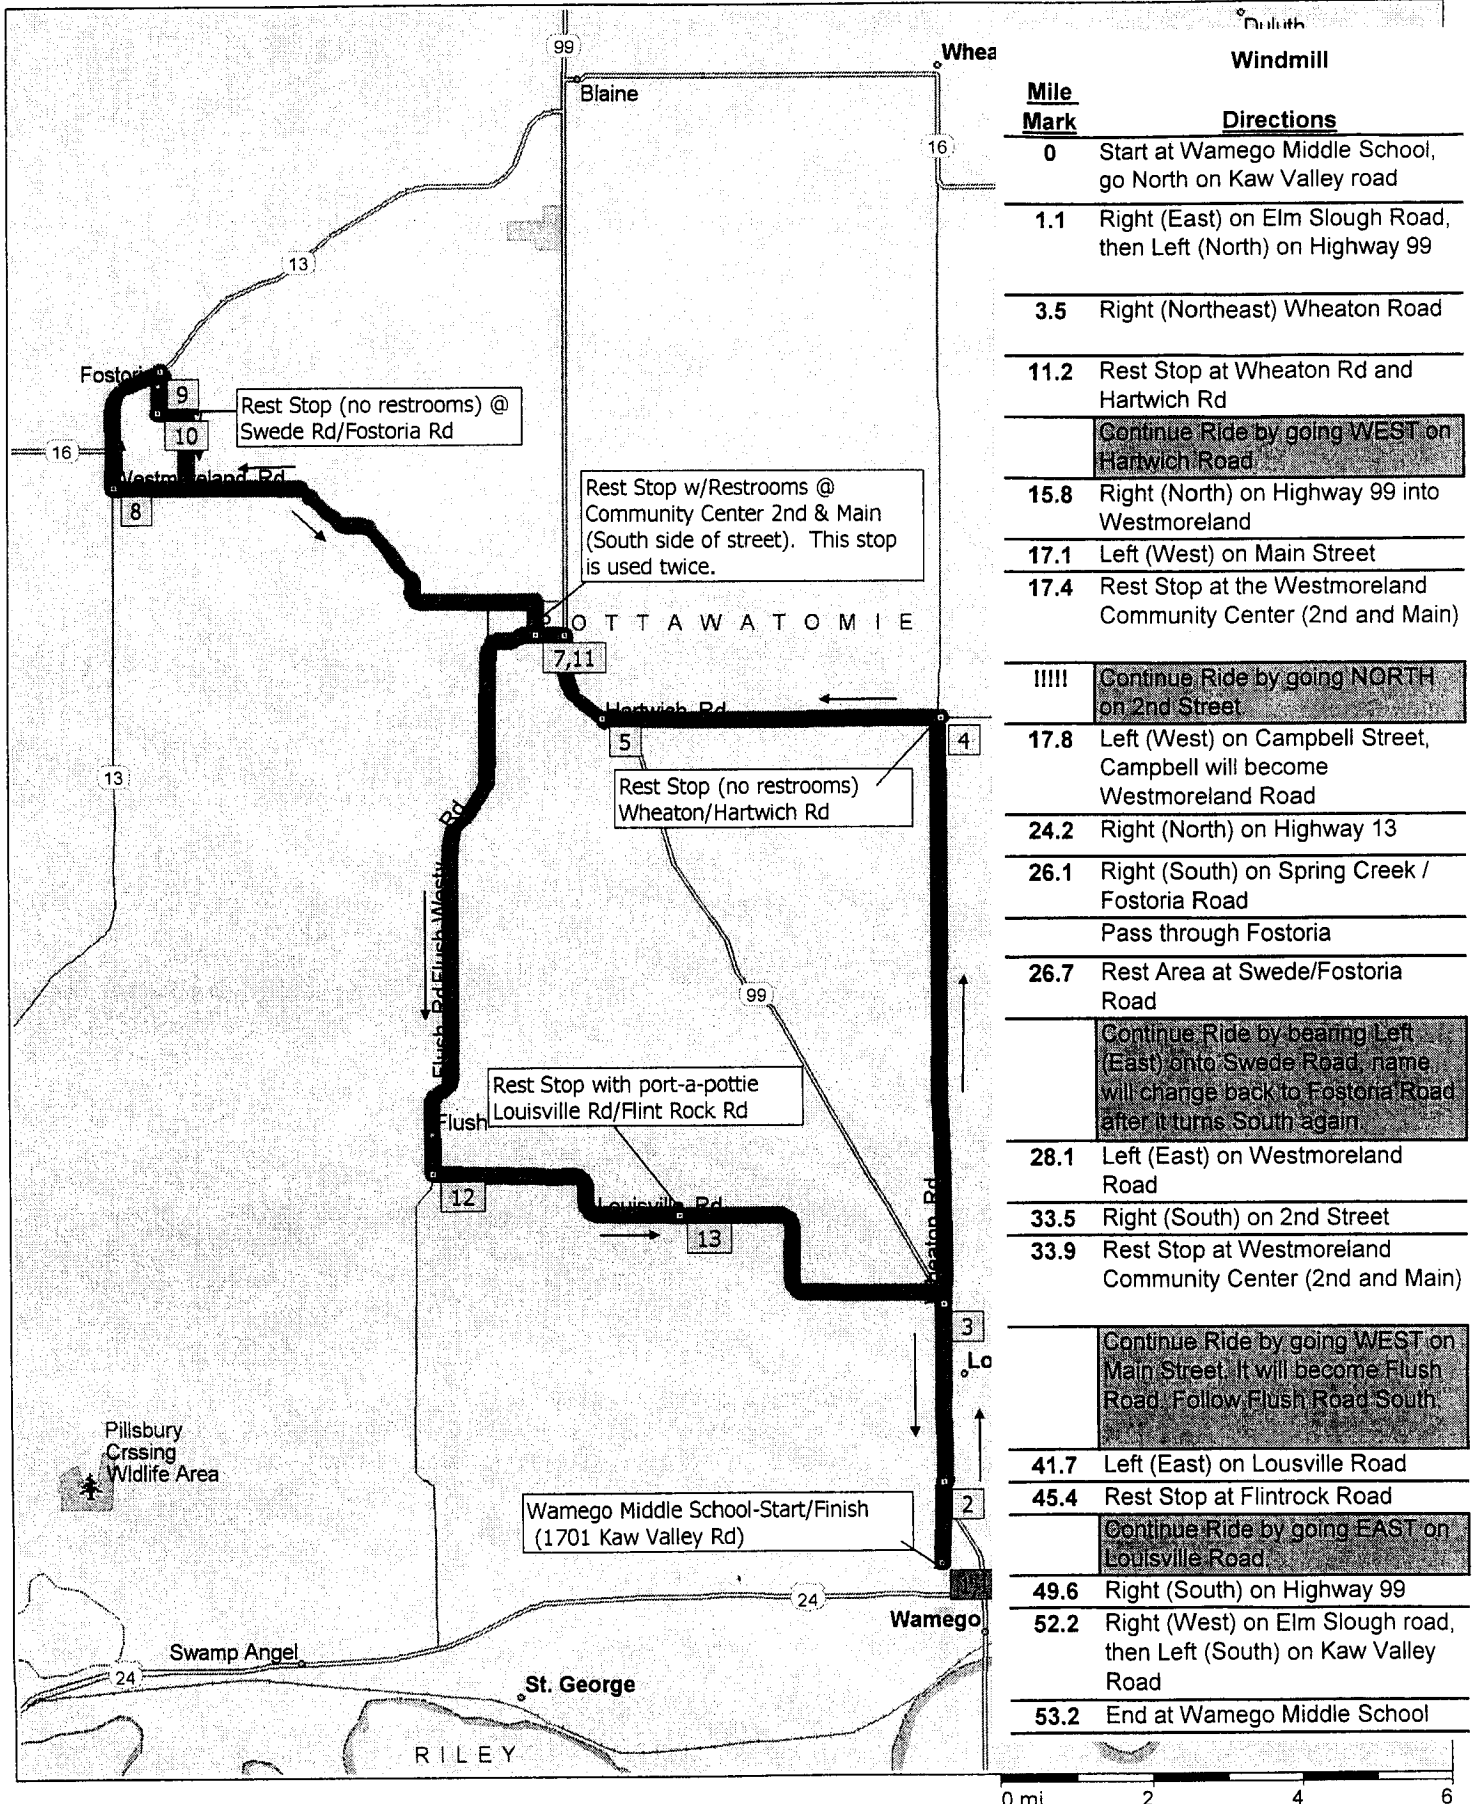 Duluth
99
Whea
Blaine
16
13
Fostori
9
Rest Stop (no restrooms) @
Swede Rd/Fostoria Rd
10
16
Westmoreland Rd
8
Rest Stop w/Restrooms @
Community Center 2nd & Main
(South side of street). This stop
is used twice.
OTTAWATOMIE
7,11
Hartwich Rd
5
4
13
Rest Stop (no restrooms)
Wheaton/Hartwich Rd
Rd
Flush Rd/Flush Westy
99
Rest Stop with port-a-pottie
Louisville Rd/Flint Rock Rd
Flush
12
Louisville Rd
13
heaton Rd
3
Lo
Pillsbury
Crssing
Wldlife Area
2
Wamego Middle School-Start/Finish
(1701 Kaw Valley Rd)
24
Wamego
Swamp Angel
24
St. George
RILEY
Windmill
Mile
Mark Directions
0 Start at Wamego Middle School,
go North on Kaw Valley road
1.1 Right (East) on Elm Slough Road,
then Left (North) on Highway 99
3.5 Right (Northeast) Wheaton Road
11.2 Rest Stop at Wheaton Rd and
Hartwich Rd
Continue Ride by going WEST on
Hartwich Road
15.8 Right (North) on Highway 99 into
Westmoreland
17.1 Left (West) on Main Street
17.4 Rest Stop at the Westmoreland
Community Center (2nd and Main)
!!!!! Continue Ride by going NORTH
on 2nd Street
17.8 Left (West) on Campbell Street,
Campbell will become
Westmoreland Road
24.2 Right (North) on Highway 13
26.1 Right (South) on Spring Creek /
Fostoria Road
Pass through Fostoria
26.7 Rest Area at Swede/Fostoria
Road
Continue Ride by bearing Left
(East) onto Swede Road, name
will change back to Fostoria Road
after it turns South again.
28.1 Left (East) on Westmoreland
Road
33.5 Right (South) on 2nd Street
33.9 Rest Stop at Westmoreland
Community Center (2nd and Main)
Continue Ride by going WEST on
Main Street. It will become Flush
Road. Follow Flush Road South.
41.7 Left (East) on Lousville Road
45.4 Rest Stop at Flintrock Road
Continue Ride by going EAST on
Louisville Road
49.6 Right (South) on Highway 99
52.2 Right (West) on Elm Slough road,
then Left (South) on Kaw Valley
Road
53.2 End at Wamego Middle School
0 mi 2 4 6